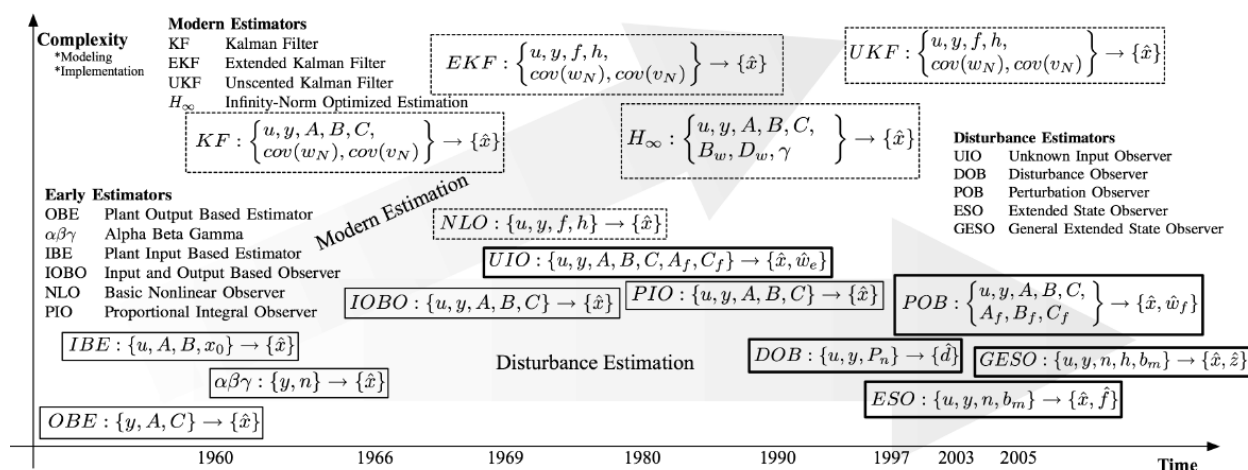 Complexity
*Modeling
*Implementation
Modern Estimators
KF Kalman Filter
EKF Extended Kalman Filter
UKF Unscented Kalman Filter
H∞ Infinity-Norm Optimized Estimation
EKF : {u, y, f, h, cov(w_N), cov(v_N)} → {x̂}
UKF : {u, y, f, h, cov(w_N), cov(v_N)} → {x̂}
KF : {u, y, A, B, C, cov(w_N), cov(v_N)} → {x̂}
H∞ : {u, y, A, B, C, B_w, D_w, γ} → {x̂}
Disturbance Estimators
UIO Unknown Input Observer
DOB Disturbance Observer
POB Perturbation Observer
ESO Extended State Observer
GESO General Extended State Observer
Early Estimators
OBE Plant Output Based Estimator
αβγ Alpha Beta Gamma
IBE Plant Input Based Estimator
IOBO Input and Output Based Observer
NLO Basic Nonlinear Observer
PIO Proportional Integral Observer
Modern Estimation
NLO : {u, y, f, h} → {x̂}
UIO : {u, y, A, B, C, A_f, C_f} → {x̂, ŵ_e}
IOBO : {u, y, A, B, C} → {x̂}
PIO : {u, y, A, B, C} → {x̂}
POB : {u, y, A, B, C, A_f, B_f, C_f} → {x̂, ŵ_f}
IBE : {u, A, B, x_0} → {x̂}
Disturbance Estimation
DOB : {u, y, P_n} → {d̂}
GESO : {u, y, n, h, b_m} → {x̂, ẑ}
αβγ : {y, n} → {x̂}
ESO : {u, y, n, b_m} → {x̂, f̂}
OBE : {y, A, C} → {x̂}
1960 1966 1969 1980 1990 1997 2003 2005 Time